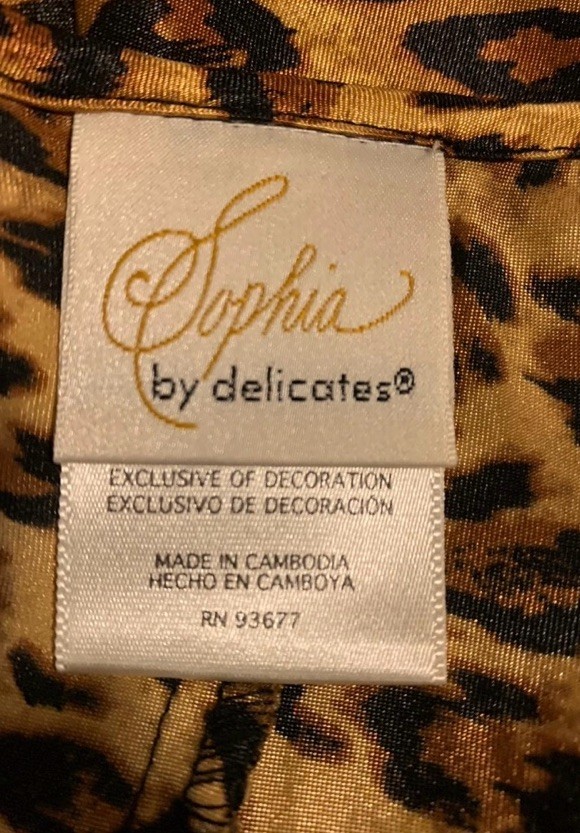 Sophia
by delicates®
EXCLUSIVE OF DECORATION
EXCLUSIVO DE DECORACIÓN
MADE IN CAMBODIA
HECHO EN CAMBOYA
RN 93677